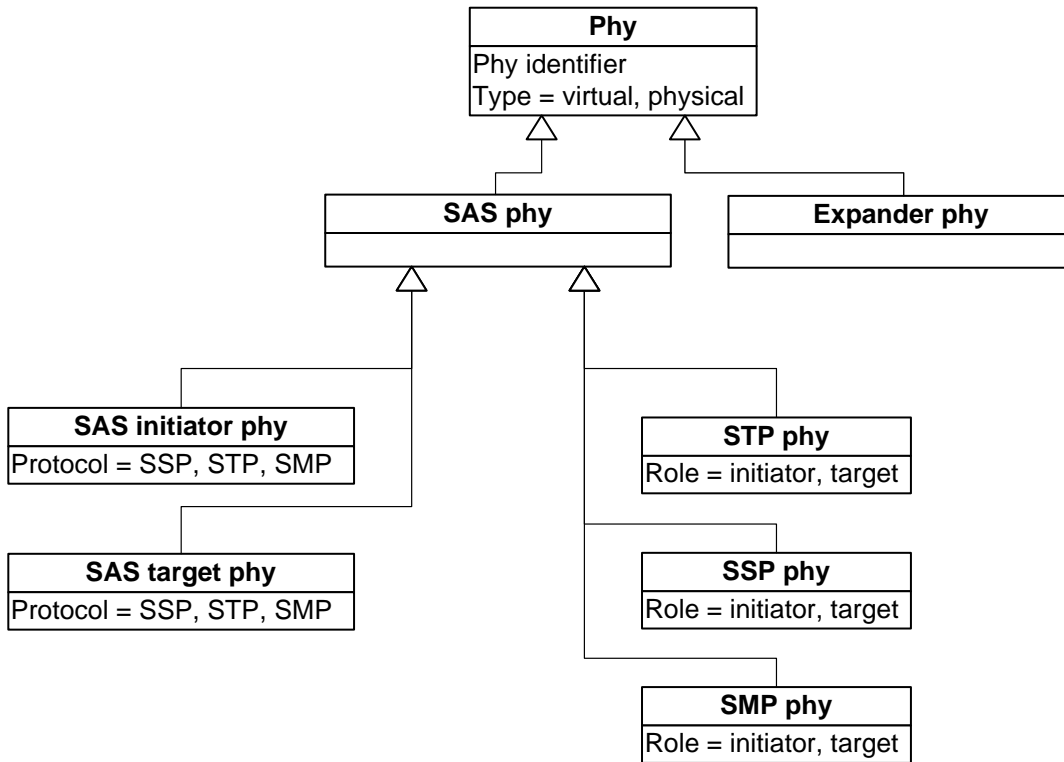 Phy
Phy identifier
Type = virtual, physical
SAS phy
Expander phy
SAS initiator phy
Protocol = SSP, STP, SMP
SAS target phy
Protocol = SSP, STP, SMP
STP phy
Role = initiator, target
SSP phy
Role = initiator, target
SMP phy
Role = initiator, target